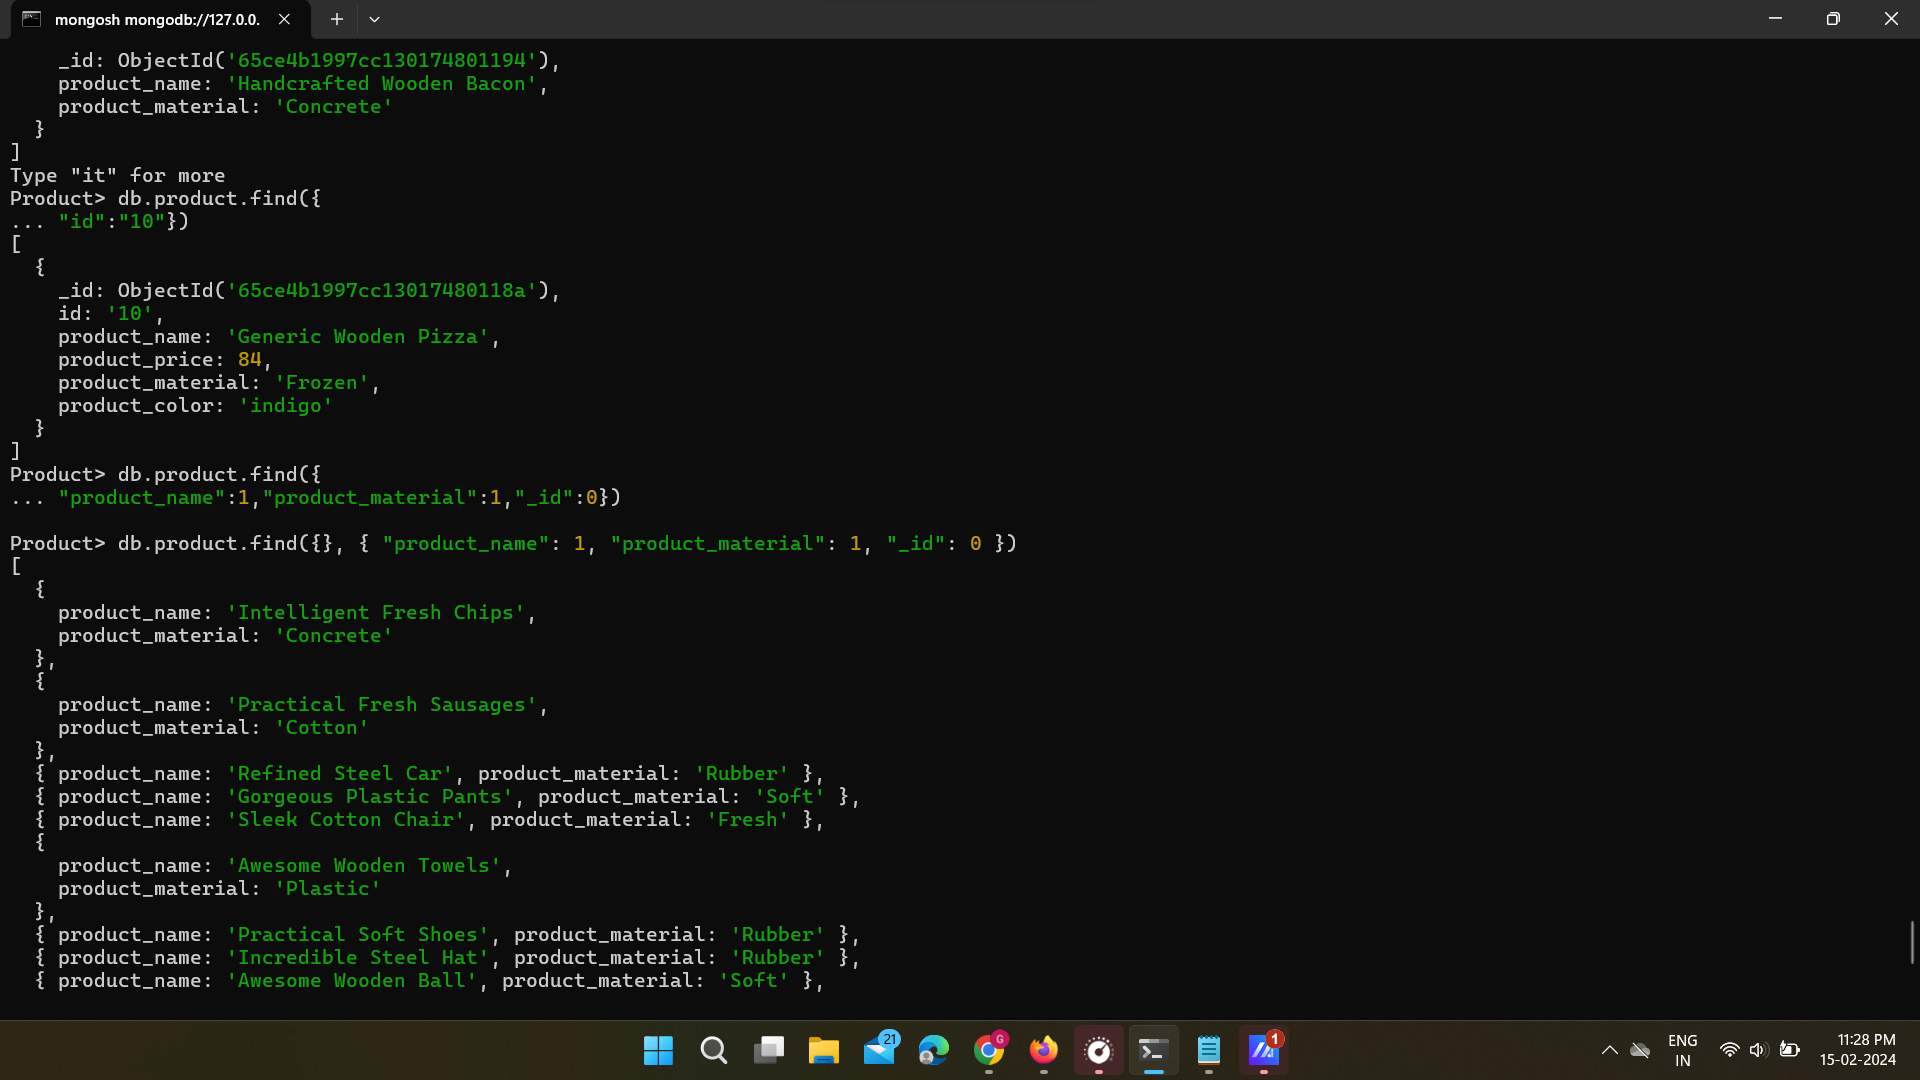 mongosh mongodb://127.0.0.
    _id: ObjectId('65ce4b1997cc130174801194'),
    product_name: 'Handcrafted Wooden Bacon',
    product_material: 'Concrete'
  }
]
Type "it" for more
Product> db.product.find({
... "id":"10"})
[
  {
    _id: ObjectId('65ce4b1997cc13017480118a'),
    id: '10',
    product_name: 'Generic Wooden Pizza',
    product_price: 84,
    product_material: 'Frozen',
    product_color: 'indigo'
  }
]
Product> db.product.find({
... "product_name":1,"product_material":1,"_id":0})
Product> db.product.find({}, { "product_name": 1, "product_material": 1, "_id": 0 })
[
  {
    product_name: 'Intelligent Fresh Chips',
    product_material: 'Concrete'
  },
  {
    product_name: 'Practical Fresh Sausages',
    product_material: 'Cotton'
  },
  { product_name: 'Refined Steel Car', product_material: 'Rubber' },
  { product_name: 'Gorgeous Plastic Pants', product_material: 'Soft' },
  { product_name: 'Sleek Cotton Chair', product_material: 'Fresh' },
  {
    product_name: 'Awesome Wooden Towels',
    product_material: 'Plastic'
  },
  { product_name: 'Practical Soft Shoes', product_material: 'Rubber' },
  { product_name: 'Incredible Steel Hat', product_material: 'Rubber' },
  { product_name: 'Awesome Wooden Ball', product_material: 'Soft' },
21
G
1
ENG
IN
11:28 PM
15-02-2024